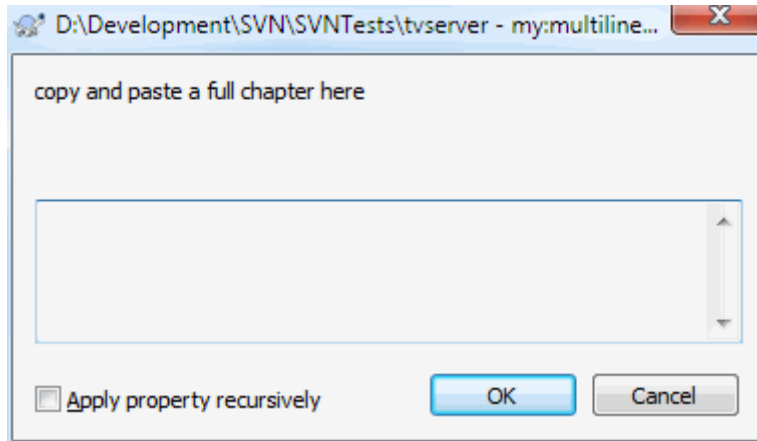 D:\Development\SVN\SVNTests\tvserver - my:multiline...
copy and paste a full chapter here
Apply property recursively
OK
Cancel